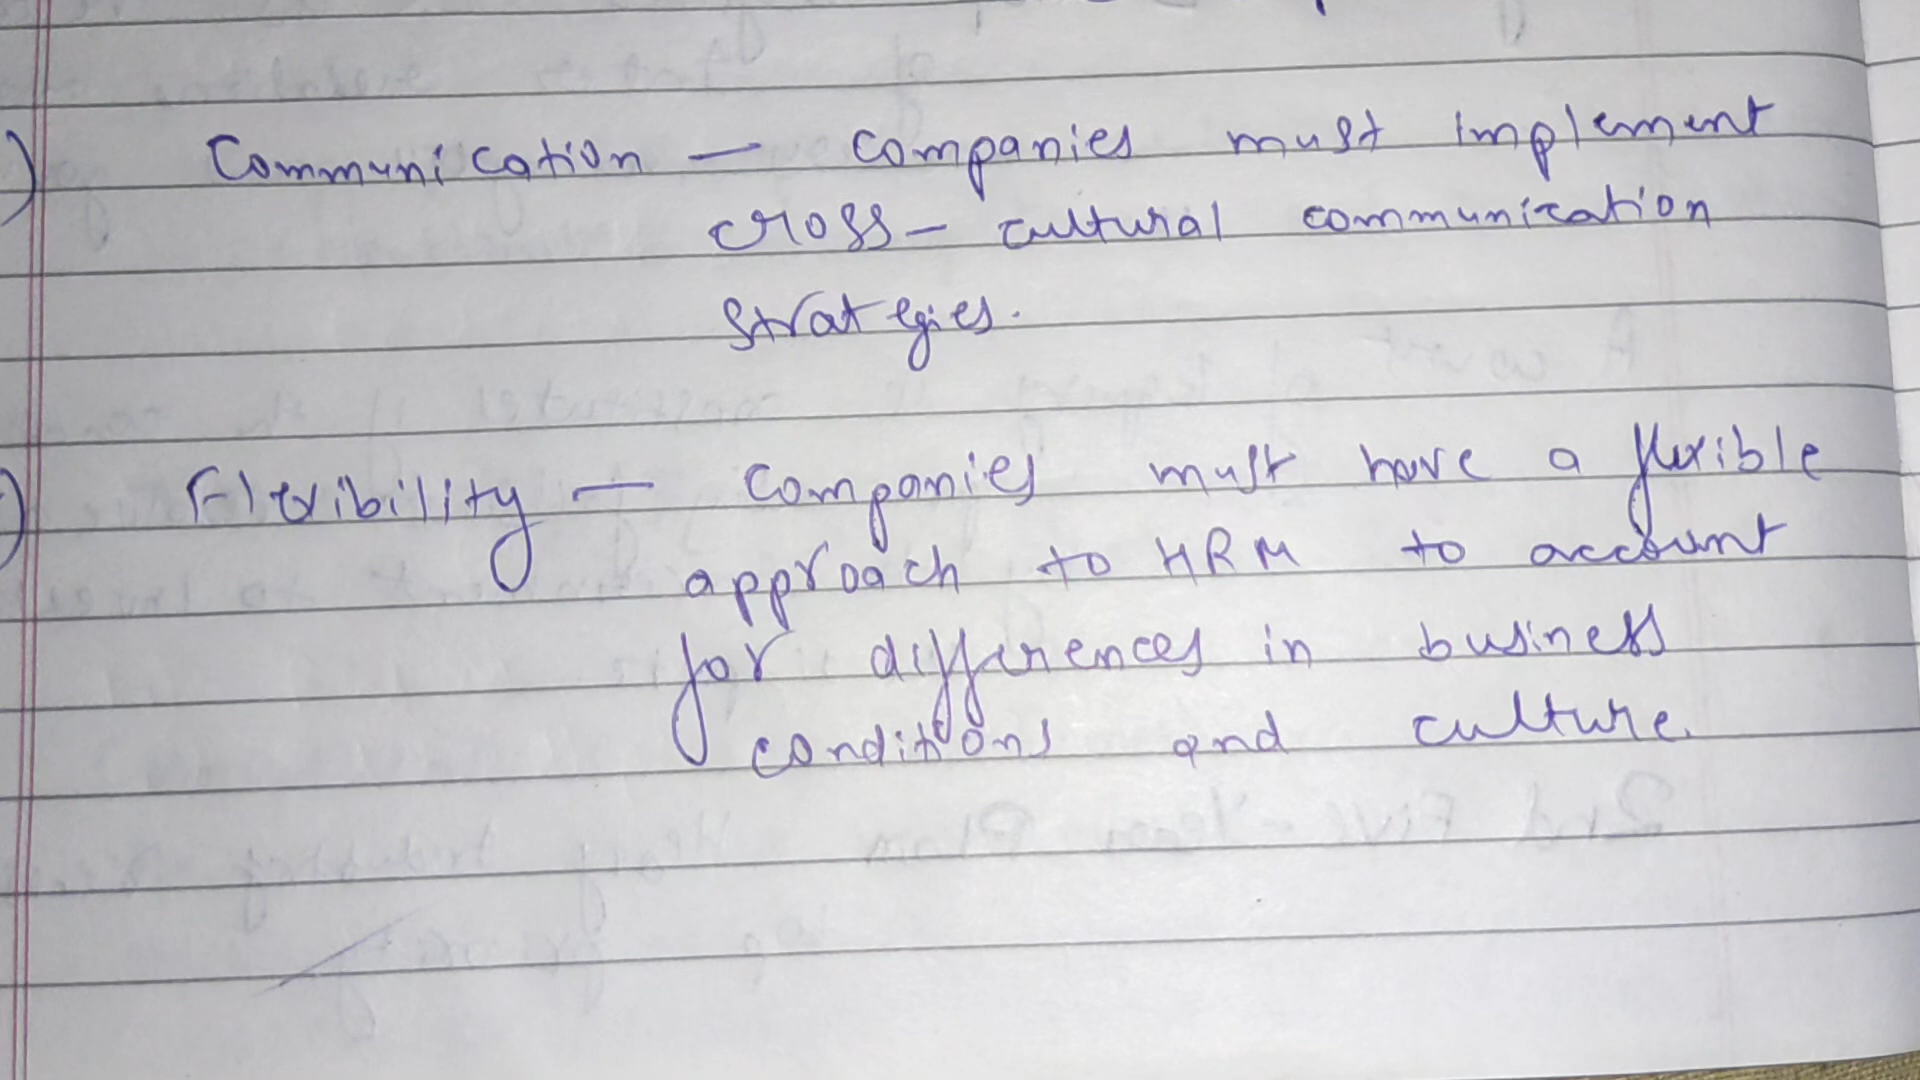 ) Communication — companies must implement
cross - cultural communication
strategies.
) Flexibility — companies must have a flexible
approach to HRM to account
for differences in business
conditions and culture.